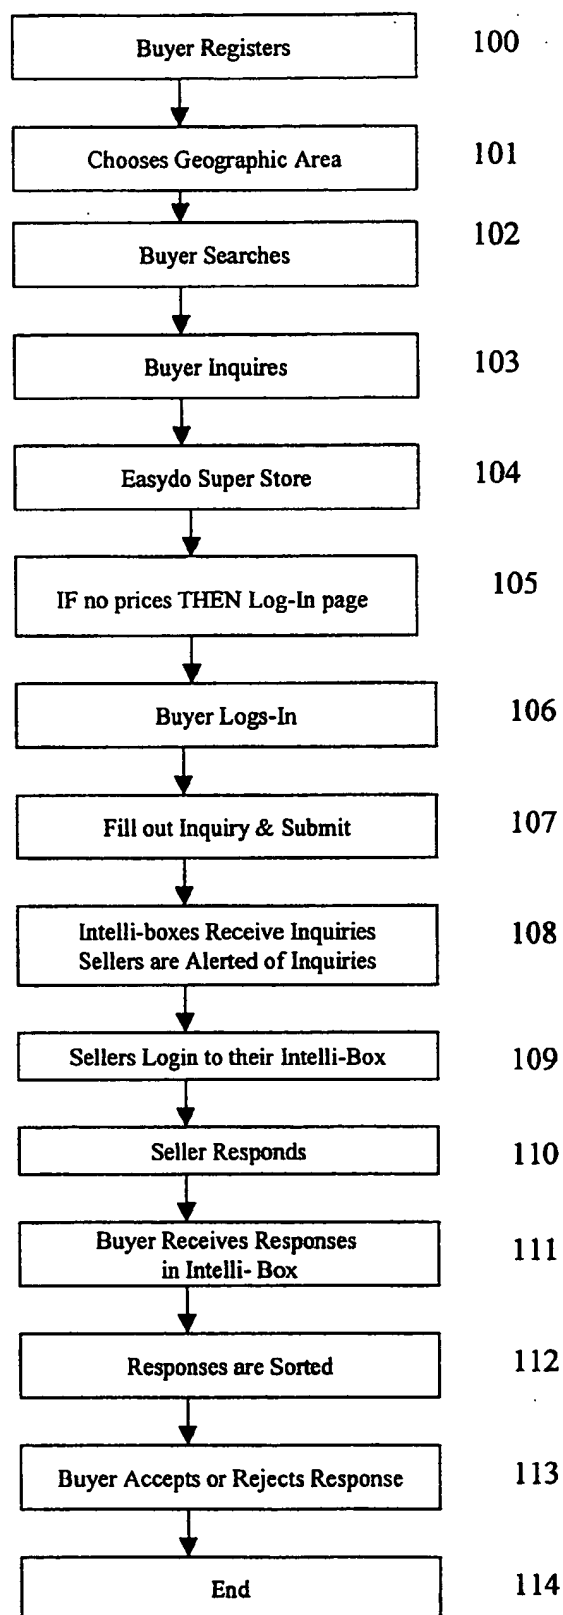 Buyer Registers 100
Chooses Geographic Area 101
Buyer Searches 102
Buyer Inquires 103
Easydo Super Store 104
IF no prices THEN Log-In page 105
Buyer Logs-In 106
Fill out Inquiry & Submit 107
Intelli-boxes Receive Inquiries 108
Sellers are Alerted of Inquiries
Sellers Login to their Intelli-Box 109
Seller Responds 110
Buyer Receives Responses 111
in Intelli- Box
Responses are Sorted 112
Buyer Accepts or Rejects Response 113
End 114